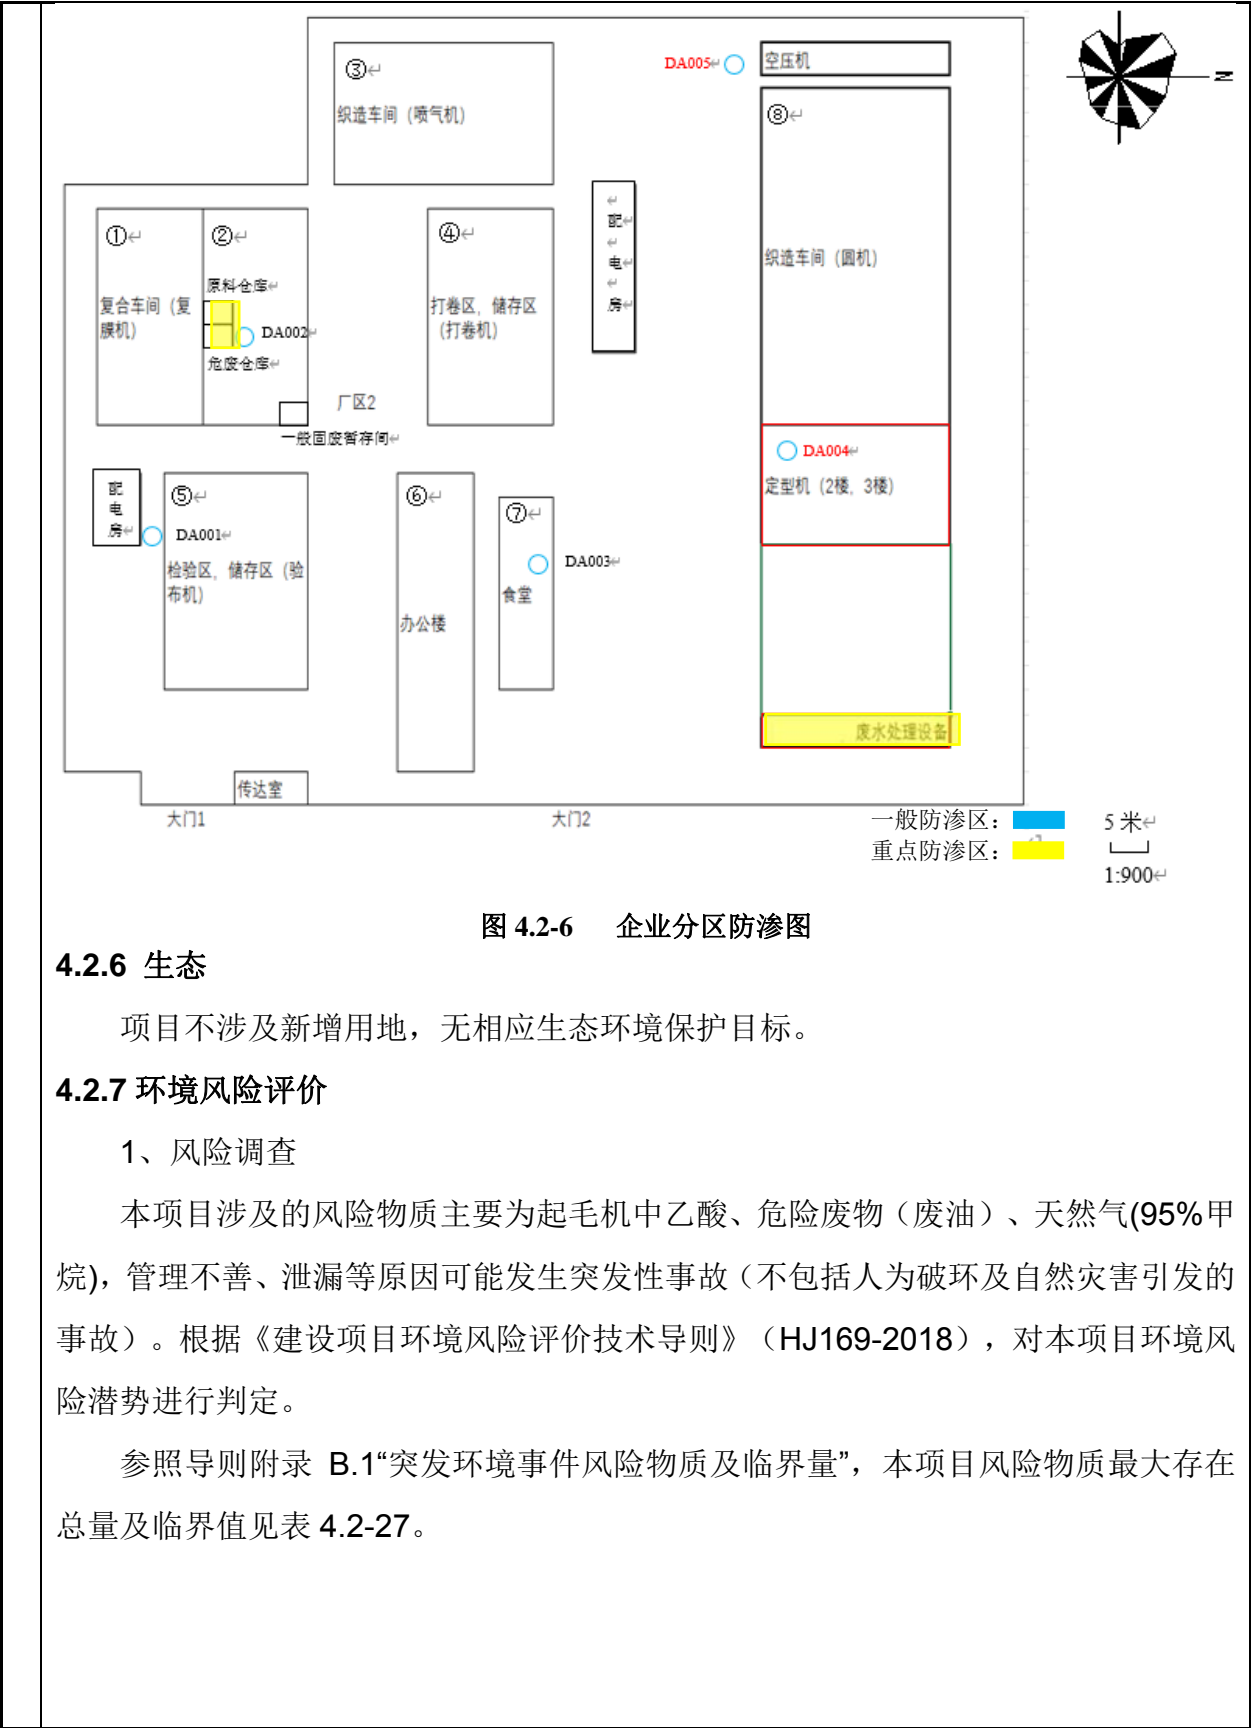 ③
织造车间（喷气机）
DA005
空压机
N
⑧
织造车间（圆机）
①
②
原料仓库
复合车间（复
膜机）
DA002
危废仓库
厂区2
一般固废暂存间
④
打卷区，储存区
（打卷机）
配
电
房
DA004
定型机（2楼，3楼）
配
电
房
⑤
DA001
检验区，储存区（验
布机）
⑥
办公楼
⑦
DA003
食堂
废水处理设备
传达室
大门1
大门2
一般防渗区：
重点防渗区：
5 米
1:900
图 4.2-6 企业分区防渗图
4.2.6 生态
项目不涉及新增用地，无相应生态环境保护目标。
4.2.7 环境风险评价
1、风险调查
本项目涉及的风险物质主要为起毛机中乙酸、危险废物（废油）、天然气(95%甲
烷)，管理不善、泄漏等原因可能发生突发性事故（不包括人为破环及自然灾害引发的
事故）。根据《建设项目环境风险评价技术导则》（HJ169-2018），对本项目环境风
险潜势进行判定。
参照导则附录 B.1“突发环境事件风险物质及临界量”，本项目风险物质最大存在
总量及临界值见表 4.2-27。